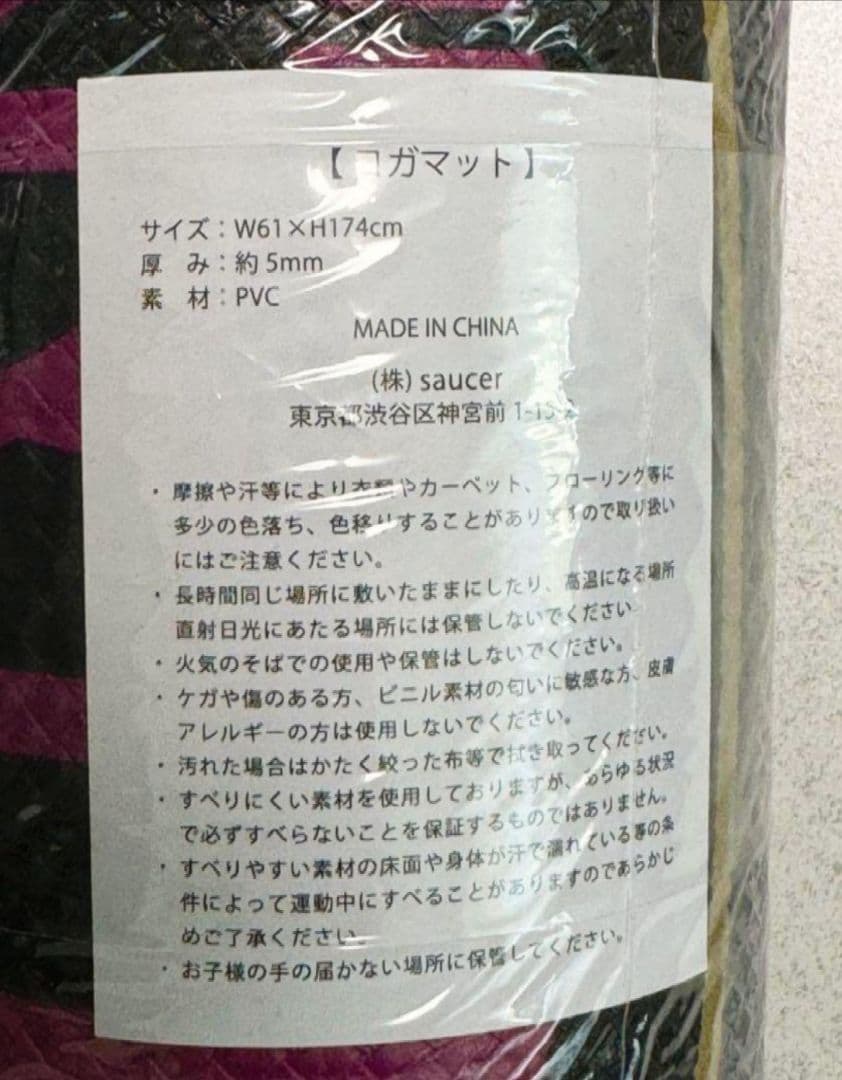 【ヨガマット】
サイズ：W61×H174cm
厚　み：約5mm
素　材：PVC
MADE IN CHINA
(株) saucer
東京都渋谷区神宮前 1-15-2
・摩擦や汗等により衣類やカーペット、フローリング等に
多少の色落ち、色移りすることがありますので取り扱い
にはご注意ください。
・長時間同じ場所に敷いたままにしたり、高温になる場所
直射日光にあたる場所には保管しないでください
・火気のそばでの使用や保管はしないでください。
・ケガや傷のある方、ビニル素材の匂いに敏感な方、皮膚
アレルギーの方は使用しないでください。
・汚れた場合はかたく絞った布等で拭き取ってください。
・すべりにくい素材を使用しておりますが、あらゆる状況
で必ずすべらないことを保証するものではありません。
・すべりやすい素材の床面や身体が汗で濡れている等の条
件によって運動中にすべることがありますのであらかじ
めご了承ください。
・お子様の手の届かない場所に保管してください。